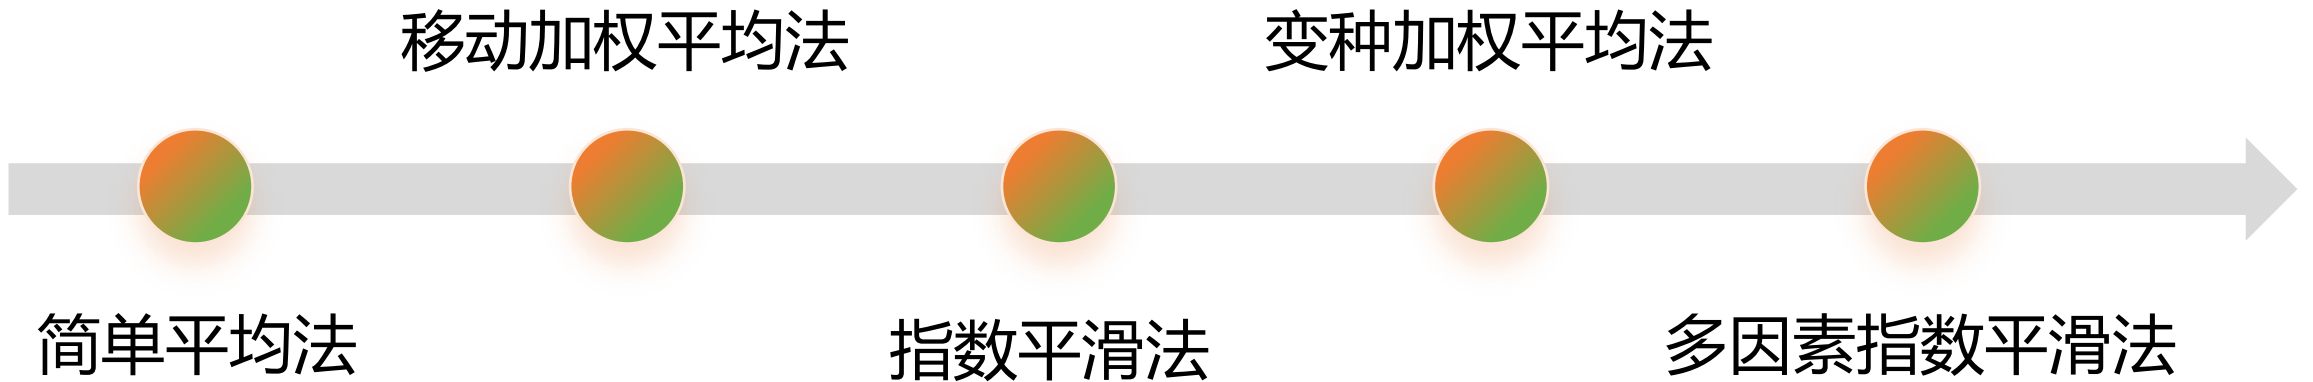 移动加权平均法
变种加权平均法
简单平均法
指数平滑法
多因素指数平滑法